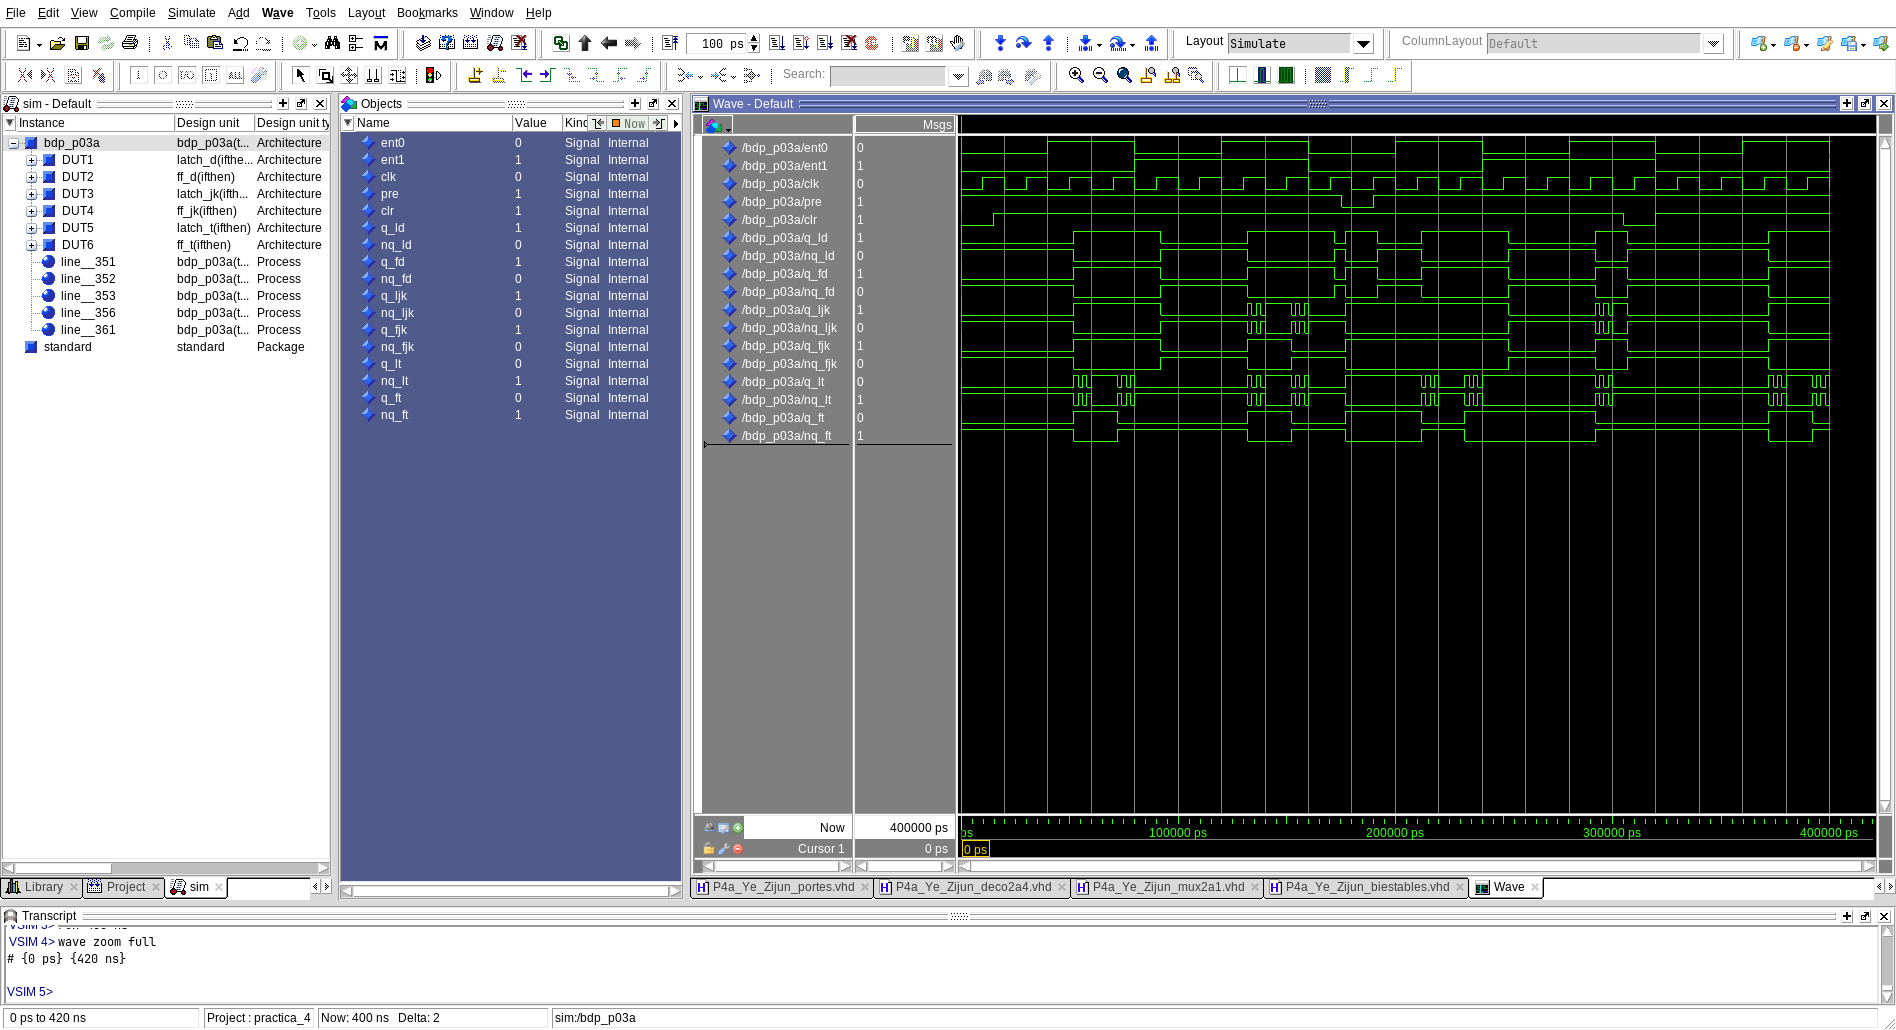 File Edit View Compile Simulate Add Wave Tools Layout Bookmarks Window Help
100 ps Layout Simulate ColumnLayout Default
Search:
sim - Default
Instance Design unit Design unit ty
bdp_p03a bdp_p03a(t... Architecture
DUT1 latch_d(ifthe... Architecture
DUT2 ff_d(ifthen) Architecture
DUT3 latch_jk(ifth... Architecture
DUT4 ff_jk(ifthen) Architecture
DUT5 latch_t(ifthen) Architecture
DUT6 ff_t(ifthen) Architecture
line__351 bdp_p03a(t... Process
line__352 bdp_p03a(t... Process
line__353 bdp_p03a(t... Process
line__356 bdp_p03a(t... Process
line__361 bdp_p03a(t... Process
standard standard Package
Library Project sim
Objects
Name Value Kind Now
ent0 0 Signal Internal
ent1 1 Signal Internal
clk 0 Signal Internal
pre 1 Signal Internal
clr 1 Signal Internal
q_ld 1 Signal Internal
nq_ld 0 Signal Internal
q_fd 1 Signal Internal
nq_fd 0 Signal Internal
q_ljk 1 Signal Internal
nq_ljk 0 Signal Internal
q_fjk 1 Signal Internal
nq_fjk 0 Signal Internal
q_lt 0 Signal Internal
nq_lt 1 Signal Internal
q_ft 0 Signal Internal
nq_ft 1 Signal Internal
Wave - Default
Msgs
/bdp_p03a/ent0 0
/bdp_p03a/ent1 1
/bdp_p03a/clk 0
/bdp_p03a/pre 1
/bdp_p03a/clr 1
/bdp_p03a/q_ld 1
/bdp_p03a/nq_ld 0
/bdp_p03a/q_fd 1
/bdp_p03a/nq_fd 0
/bdp_p03a/q_ljk 1
/bdp_p03a/nq_ljk 0
/bdp_p03a/q_fjk 1
/bdp_p03a/nq_fjk 0
/bdp_p03a/q_lt 0
/bdp_p03a/nq_lt 1
/bdp_p03a/q_ft 0
/bdp_p03a/nq_ft 1
Now 400000 ps ps 100000 ps 200000 ps 300000 ps 400000 ps
Cursor 1 0 ps 0 ps
P4a_Ye_Zijun_portes.vhd P4a_Ye_Zijun_deco2a4.vhd P4a_Ye_Zijun_mux2a1.vhd P4a_Ye_Zijun_biestables.vhd Wave
Transcript
VSIM 4> wave zoom full
# {0 ps} {420 ns}
VSIM 5>
0 ps to 420 ns Project : practica_4 Now: 400 ns Delta: 2 sim:/bdp_p03a